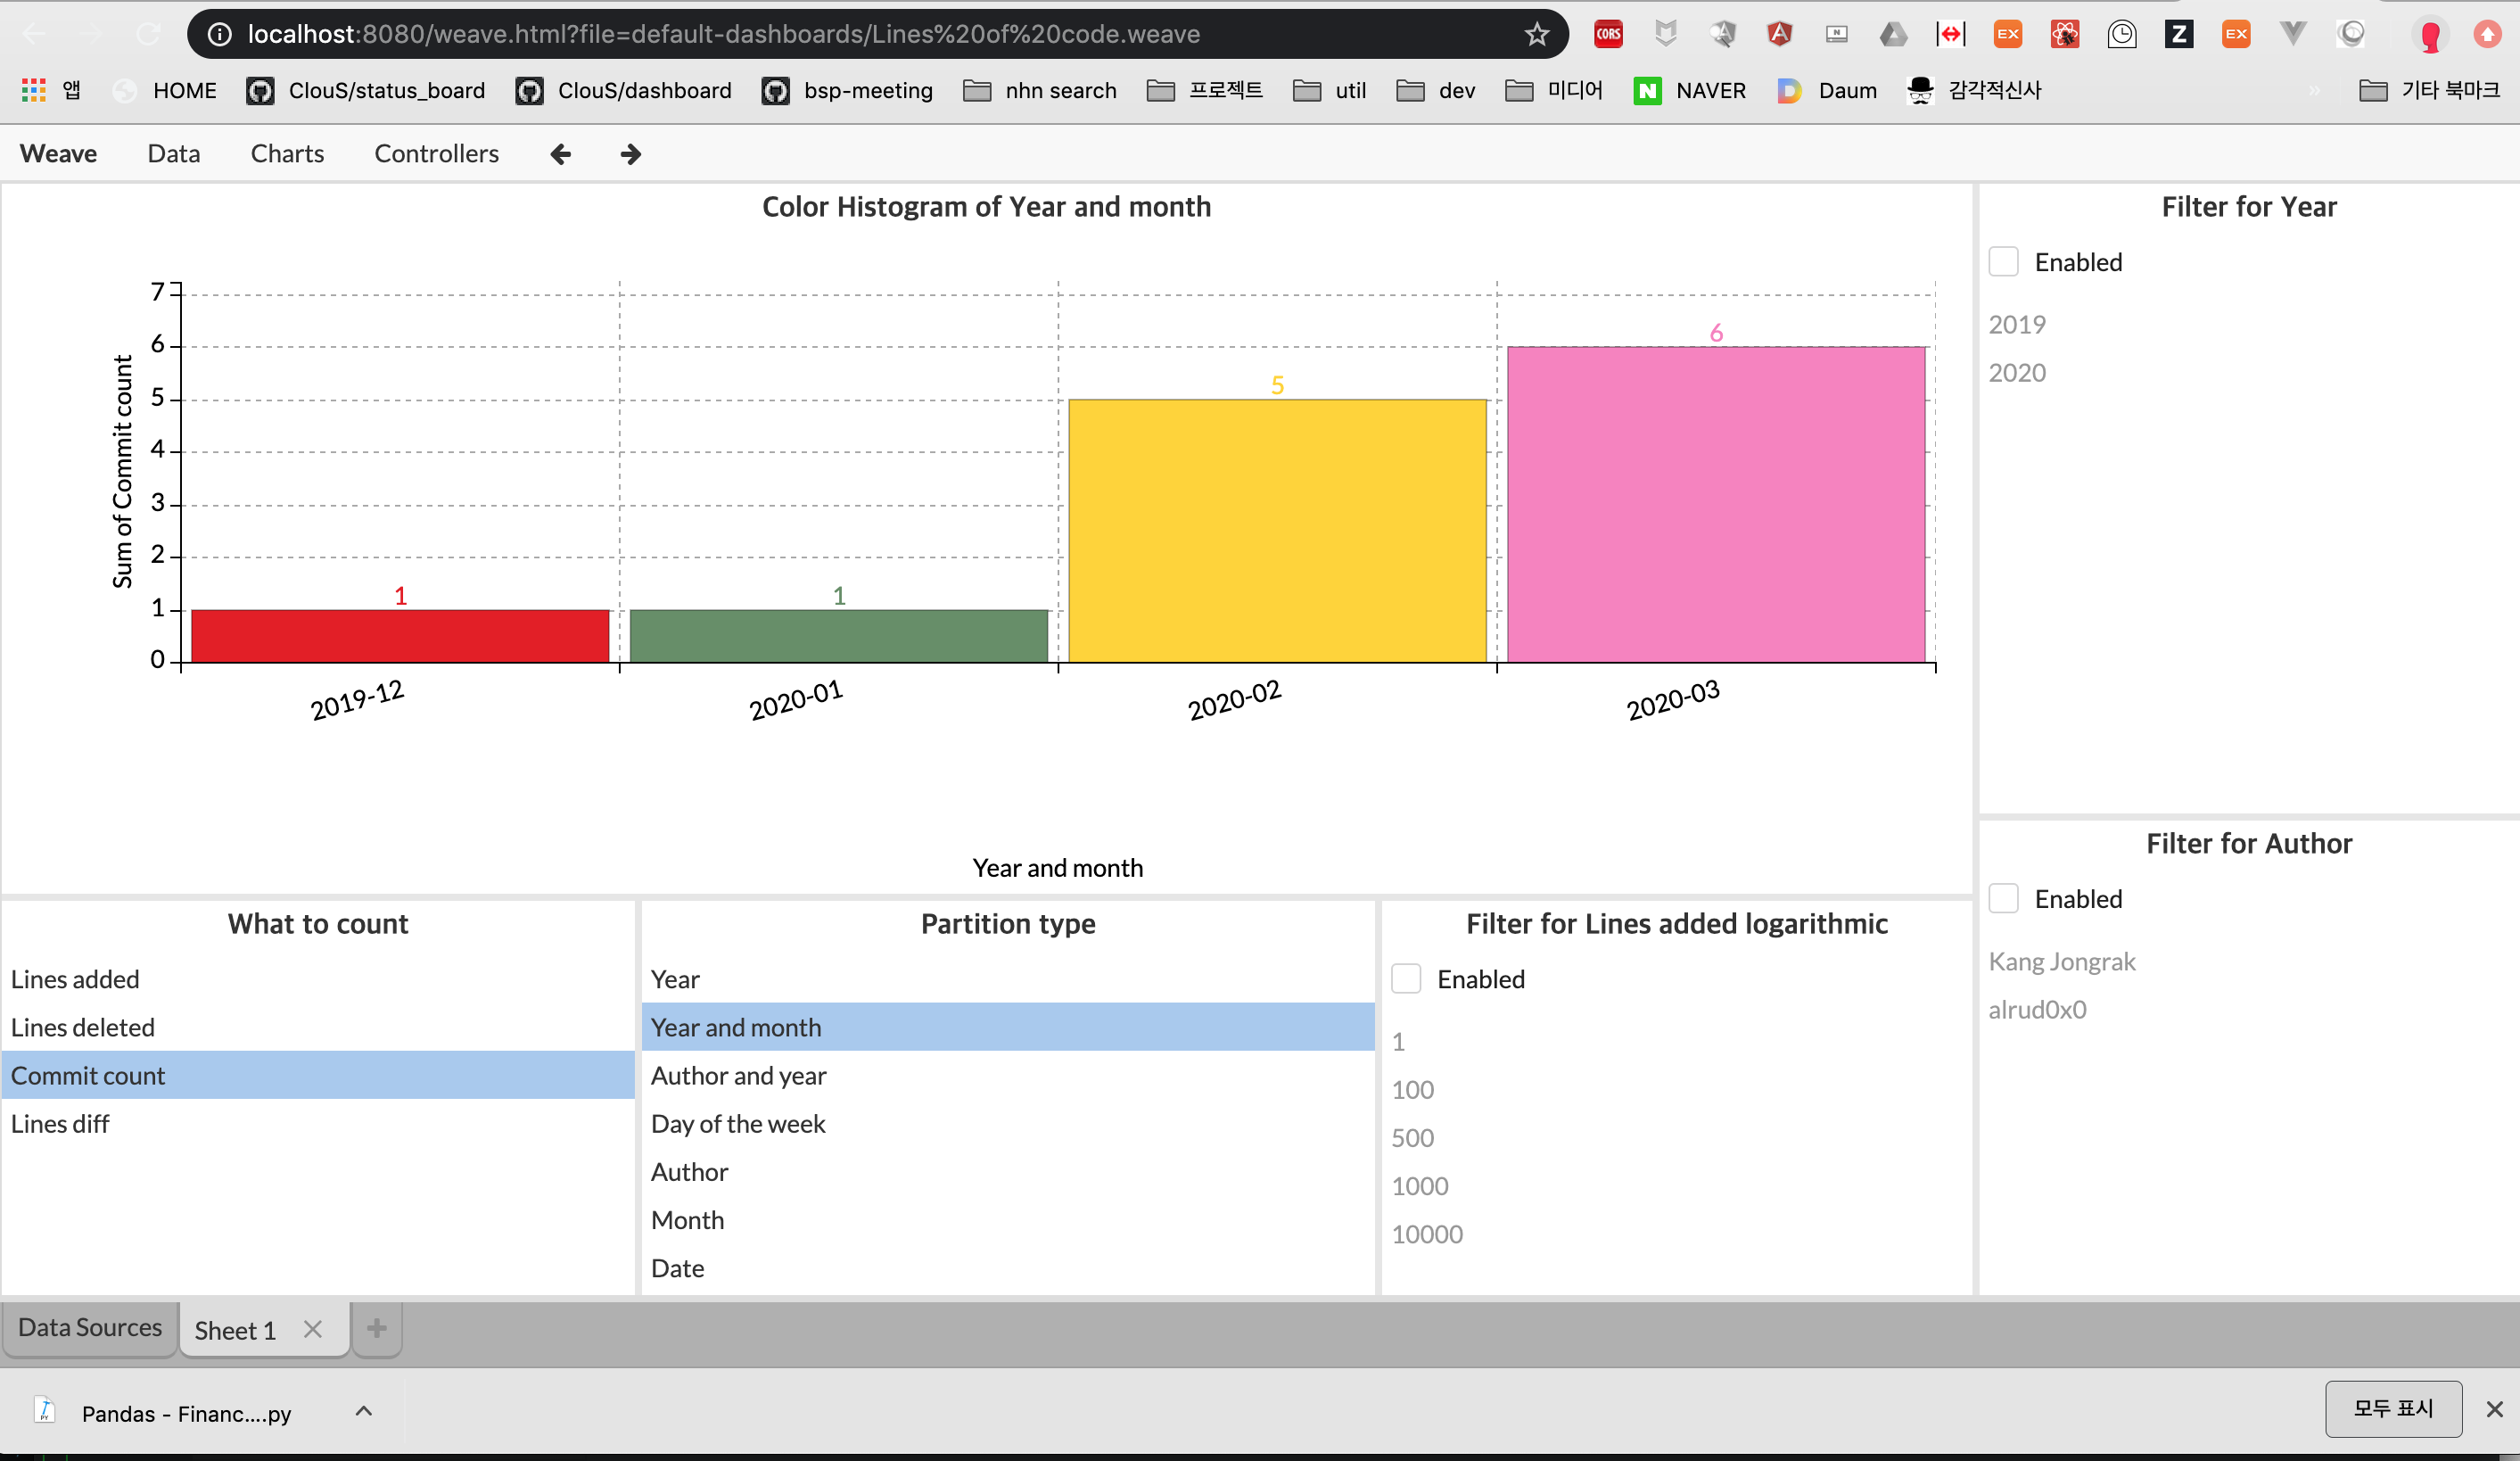 localhost:8080/weave.html?file=default-dashboards/Lines%20of%20code.weave
CORS
EX
Z
EX
앱 HOME ClouS/status_board ClouS/dashboard bsp-meeting nhn search 프로젝트 util dev 미디어 N NAVER D Daum 감각적신사 » 기타 북마크
Weave Data Charts Controllers
Color Histogram of Year and month
7
6
5
4
3
2
1
0
Sum of Commit count
1
1
5
6
2019-12
2020-01
2020-02
2020-03
Year and month
Filter for Year
Enabled
2019
2020
Filter for Author
Enabled
Kang Jongrak
alrud0x0
What to count
Lines added
Lines deleted
Commit count
Lines diff
Partition type
Year
Year and month
Author and year
Day of the week
Author
Month
Date
Filter for Lines added logarithmic
Enabled
1
100
500
1000
10000
Data Sources Sheet 1
Pandas - Financ....py
모두 표시